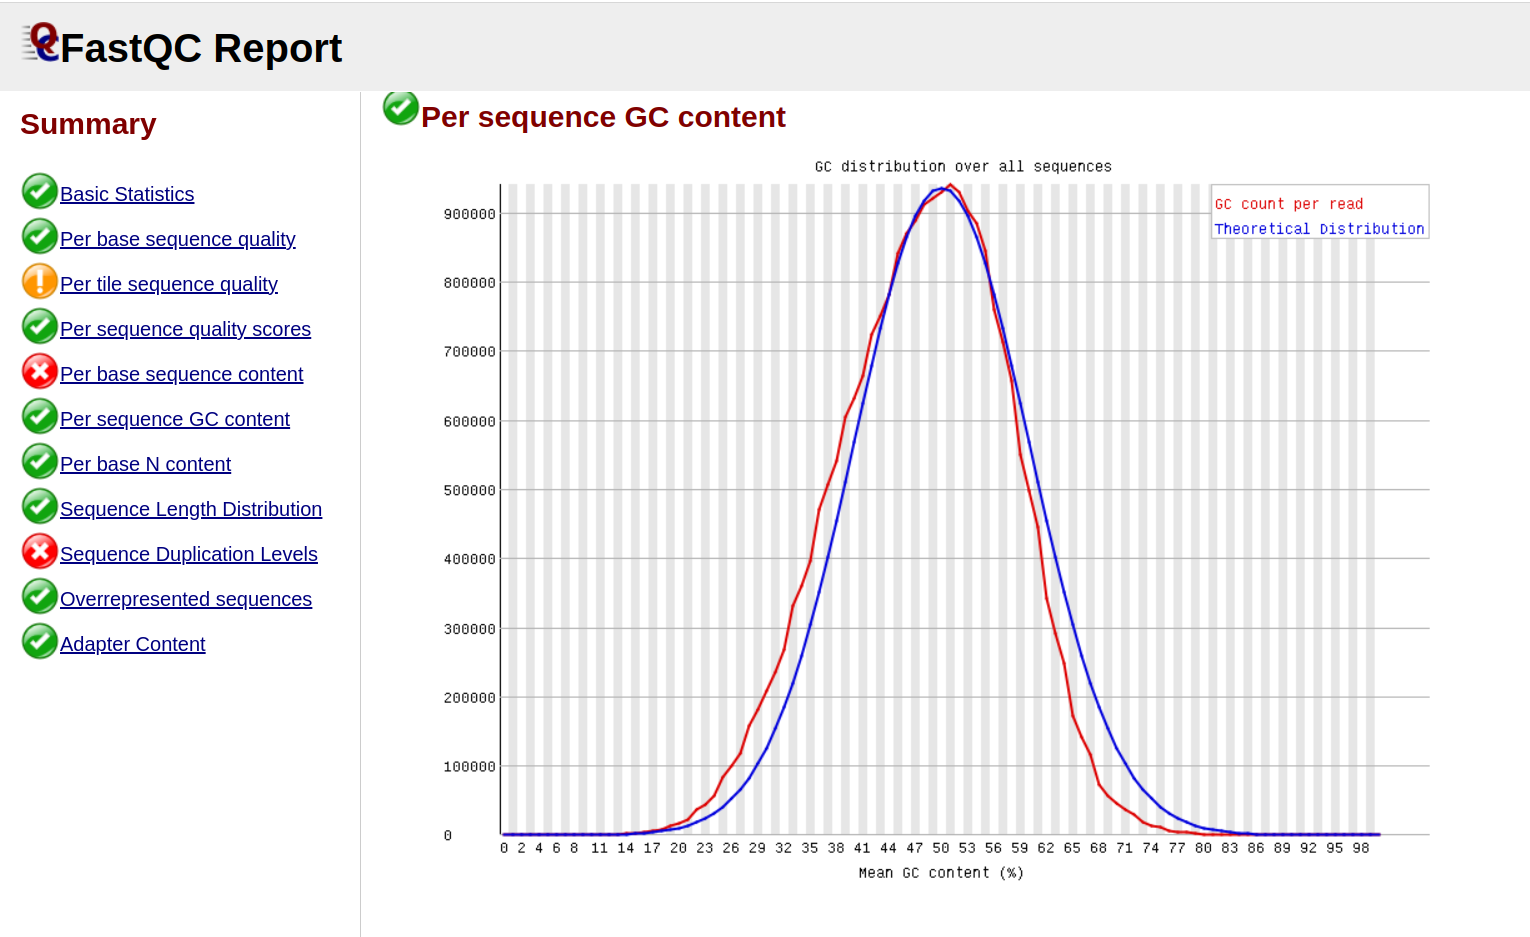 FastQC Report
Summary
Basic Statistics
Per base sequence quality
Per tile sequence quality
Per sequence quality scores
Per base sequence content
Per sequence GC content
Per base N content
Sequence Length Distribution
Sequence Duplication Levels
Overrepresented sequences
Adapter Content
Per sequence GC content
GC distribution over all sequences
GC count per read
Theoretical Distribution
900000
800000
700000
600000
500000
400000
300000
200000
100000
0
0 2 4 6 8 11 14 17 20 23 26 29 32 35 38 41 44 47 50 53 56 59 62 65 68 71 74 77 80 83 86 89 92 95 98
Mean GC content (%)